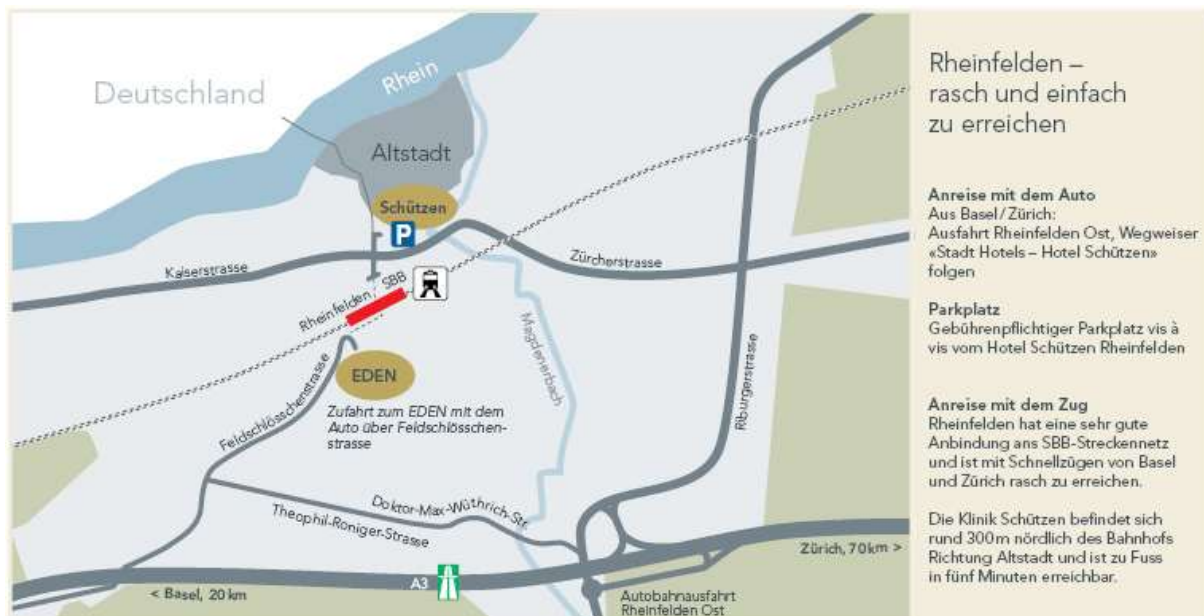 Deutschland
Rhein
Altstadt
Schützen
P
Kaiserstrasse
Zürcherstrasse
Rheinfelden, SBB
Magdenerbach
Riburgerstrasse
EDEN
Feldschlösschenstrasse
Zufahrt zum EDEN mit dem
Auto über Feldschlösschen-
strasse
Doktor-Max-Wüthrich-Str.
Theophil-Roniger-Strasse
A3
< Basel, 20 km
Zürich, 70 km >
Autobahnausfahrt
Rheinfelden Ost
Rheinfelden –
rasch und einfach
zu erreichen
Anreise mit dem Auto
Aus Basel/Zürich:
Ausfahrt Rheinfelden Ost, Wegweiser
«Stadt Hotels – Hotel Schützen»
folgen
Parkplatz
Gebührenpflichtiger Parkplatz vis à
vis vom Hotel Schützen Rheinfelden
Anreise mit dem Zug
Rheinfelden hat eine sehr gute
Anbindung ans SBB-Streckennetz
und ist mit Schnellzügen von Basel
und Zürich rasch zu erreichen.
Die Klinik Schützen befindet sich
rund 300 m nördlich des Bahnhofs
Richtung Altstadt und ist zu Fuss
in fünf Minuten erreichbar.